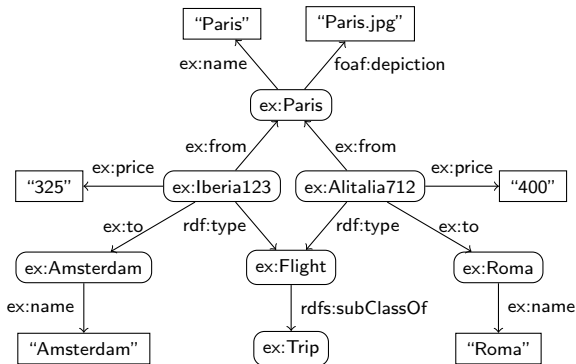 “Paris”
“Paris.jpg”
ex:name
foaf:depiction
ex:Paris
ex:from
ex:from
ex:price
ex:price
“325”
ex:Iberia123
ex:Alitalia712
“400”
ex:to
rdf:type
rdf:type
ex:to
ex:Amsterdam
ex:Flight
ex:Roma
ex:name
rdfs:subClassOf
ex:name
“Amsterdam”
ex:Trip
“Roma”